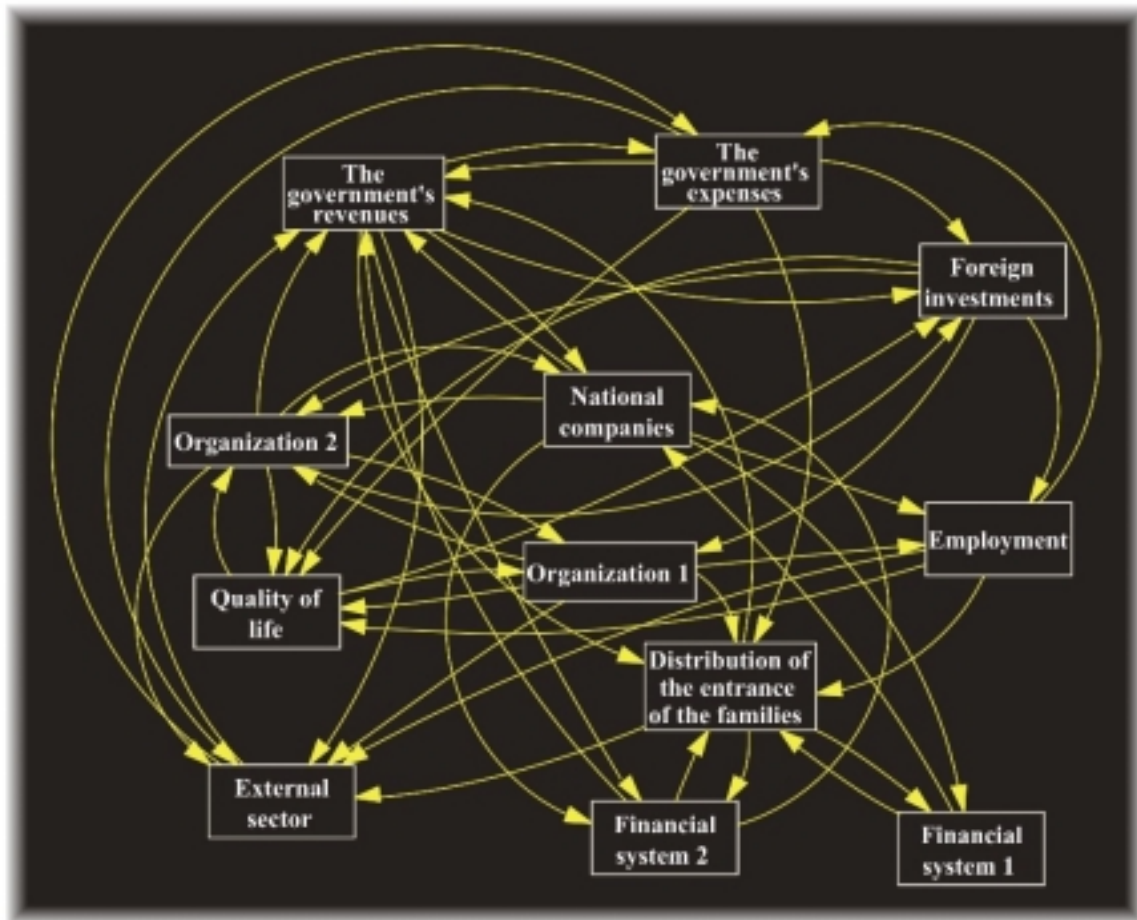 The
government's
revenues
The
government's
expenses
Foreign
investments
National
companies
Organization 2
Employment
Organization 1
Quality of
life
Distribution of
the entrance
of the families
External
sector
Financial
system 2
Financial
system 1